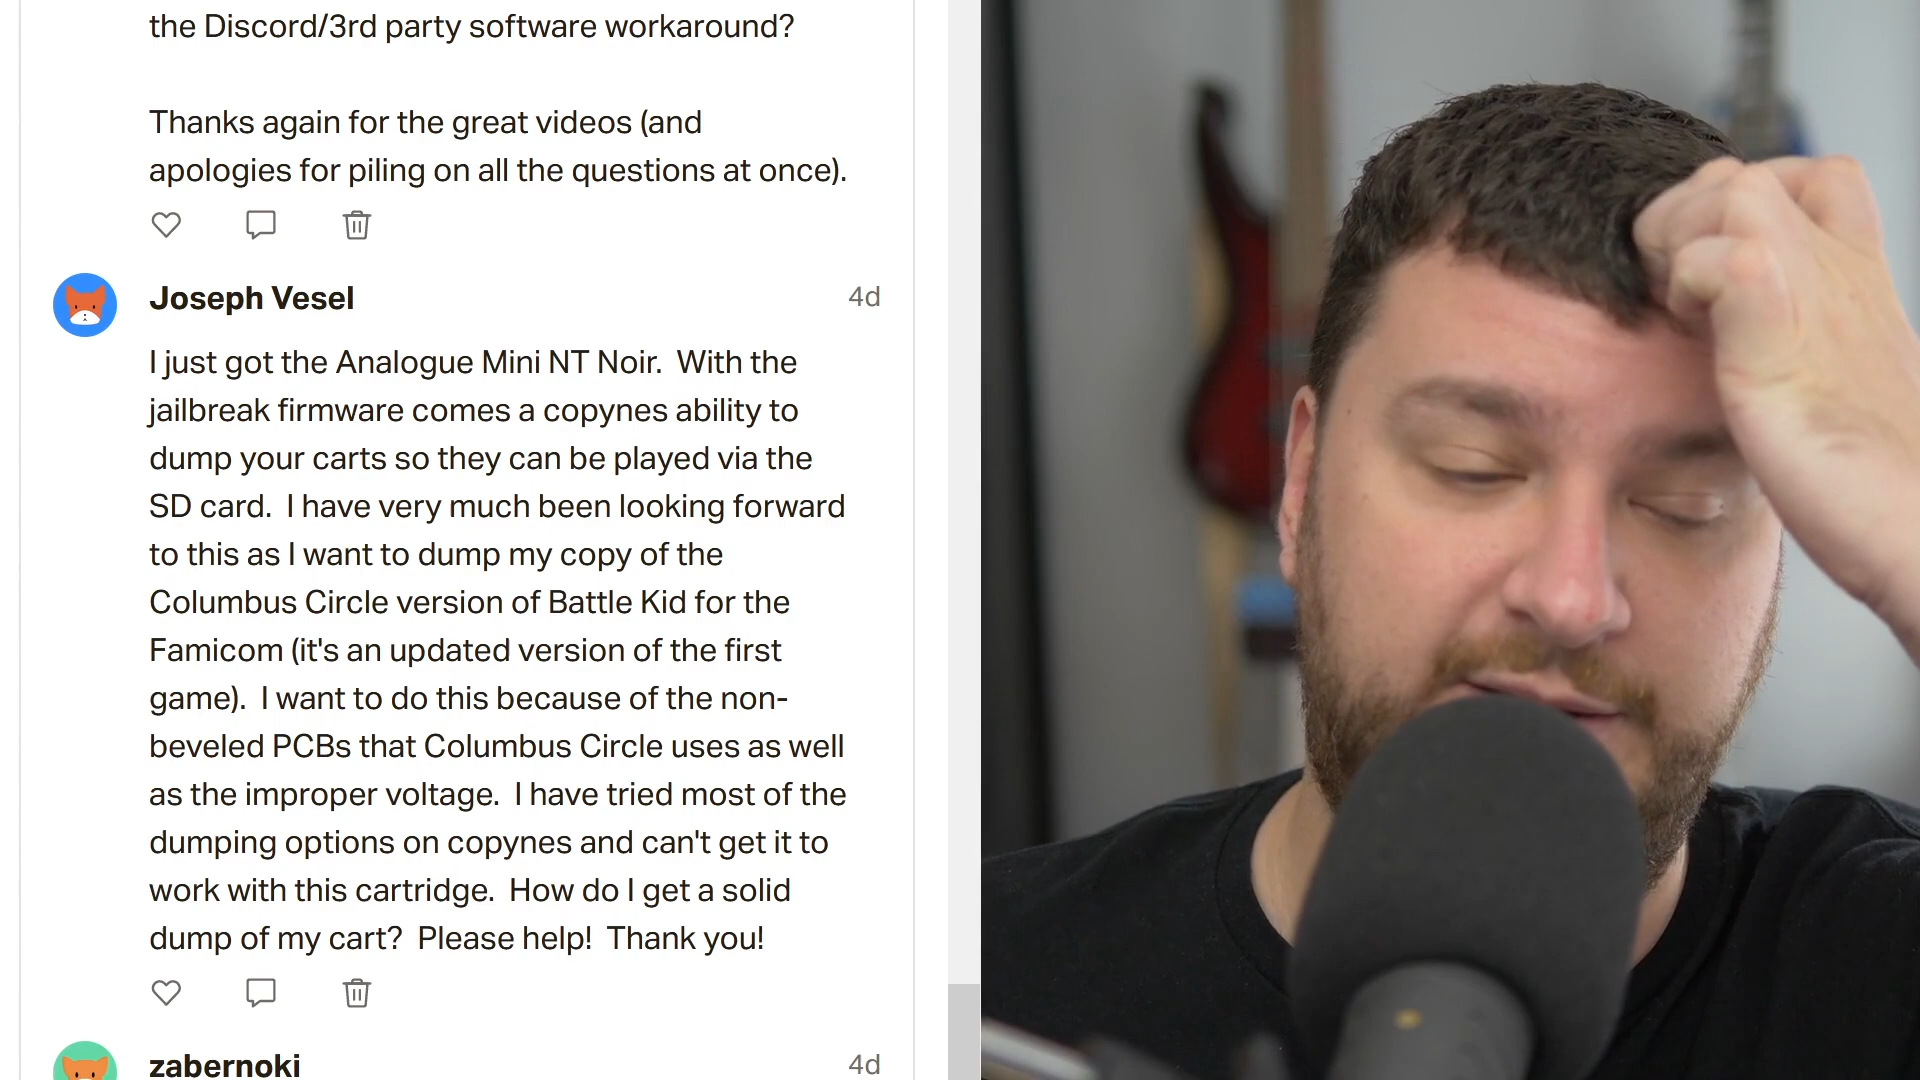 the Discord/3rd party software workaround?
Thanks again for the great videos (and
apologies for piling on all the questions at once).
Joseph Vesel 4d
I just got the Analogue Mini NT Noir.  With the
jailbreak firmware comes a copynes ability to
dump your carts so they can be played via the
SD card.  I have very much been looking forward
to this as I want to dump my copy of the
Columbus Circle version of Battle Kid for the
Famicom (it's an updated version of the first
game).  I want to do this because of the non-
beveled PCBs that Columbus Circle uses as well
as the improper voltage.  I have tried most of the
dumping options on copynes and can't get it to
work with this cartridge.  How do I get a solid
dump of my cart?  Please help!  Thank you!
zabernoki 4d